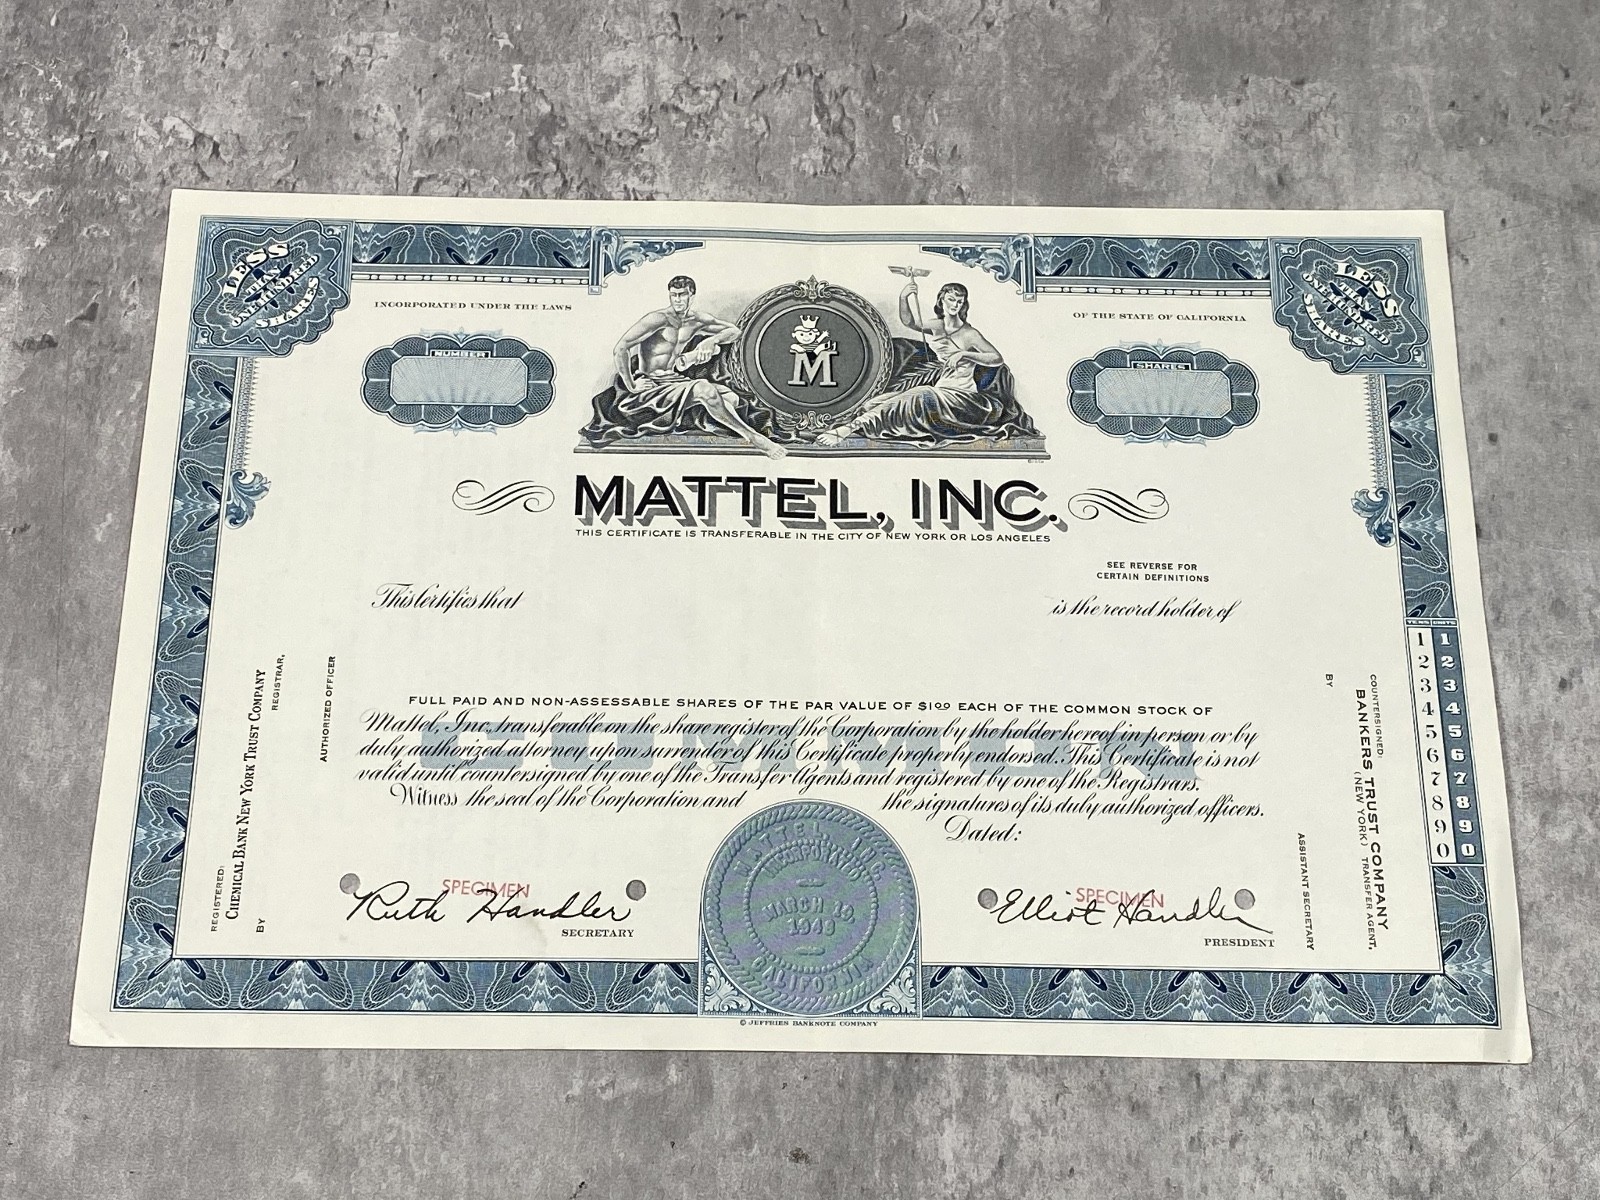 LESS
THAN
ONE HUNDRED
SHARES
LESS
THAN
ONE HUNDRED
SHARES
INCORPORATED UNDER THE LAWS
OF THE STATE OF CALIFORNIA
NUMBER
SHARES
M
MATTEL, INC.
THIS CERTIFICATE IS TRANSFERABLE IN THE CITY OF NEW YORK OR LOS ANGELES
SEE REVERSE FOR
CERTAIN DEFINITIONS
This Certifies that
is the record holder of
FULL PAID AND NON-ASSESSABLE SHARES OF THE PAR VALUE OF $1.00 EACH OF THE COMMON STOCK OF
Mattel, Inc., transferable on the share register of the Corporation by the holder hereof in person or by
duly authorized attorney upon surrender of this Certificate properly endorsed. This Certificate is not
valid until countersigned by one of the Transfer Agents and registered by one of the Registrars.
Witness the seal of the Corporation and the signatures of its duly authorized officers.
Dated:
SPECIMEN
Ruth Handler
SECRETARY
SPECIMEN
Elliot Handler
PRESIDENT
MATTEL, INC.
INCORPORATED
MARCH 19,
1948
CALIFORNIA
© JEFFRIES BANKNOTE COMPANY
REGISTERED:
CHEMICAL BANK NEW YORK TRUST COMPANY
REGISTRAR,
BY
AUTHORIZED OFFICER
COUNTERSIGNED:
BANKERS TRUST COMPANY
(NEW YORK) TRANSFER AGENT,
BY
ASSISTANT SECRETARY
TENS UNITS
1 1
2 2
3 3
4 4
5 5
6 6
7 7
8 8
9 9
0 0